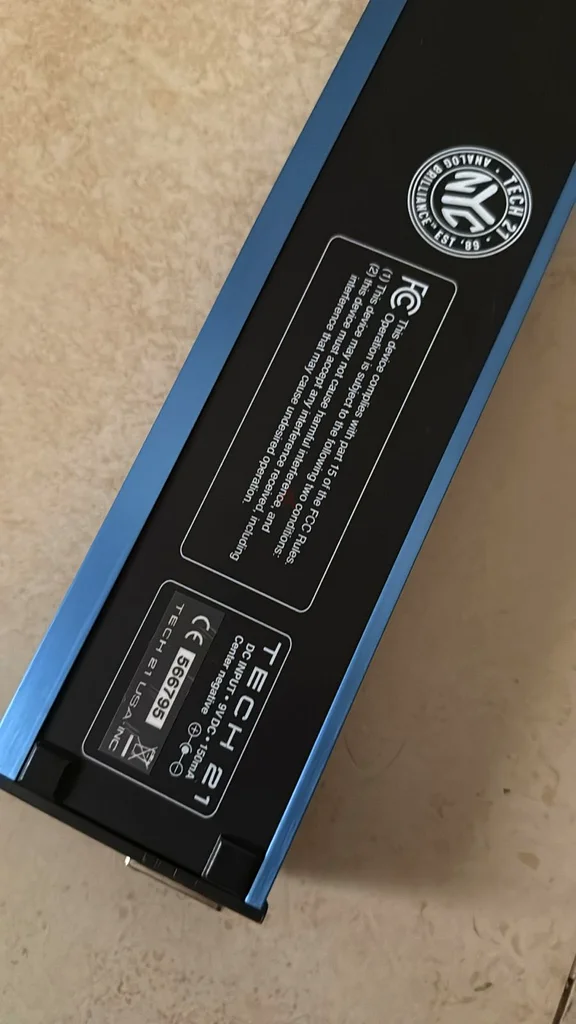 TECH 21
NYC
ANALOG BRILLIANCE™ EST '89
FC This device complies with part 15 of the FCC Rules.
Operation is subject to the following two conditions:
(1) This device may not cause harmful interference, and
(2) this device must accept any interference received, including
interference that may cause undesired operation.
TECH 21
DC INPUT • 9VDC • 150mA
Center negative
CE 566795
TECH 21 USA, INC